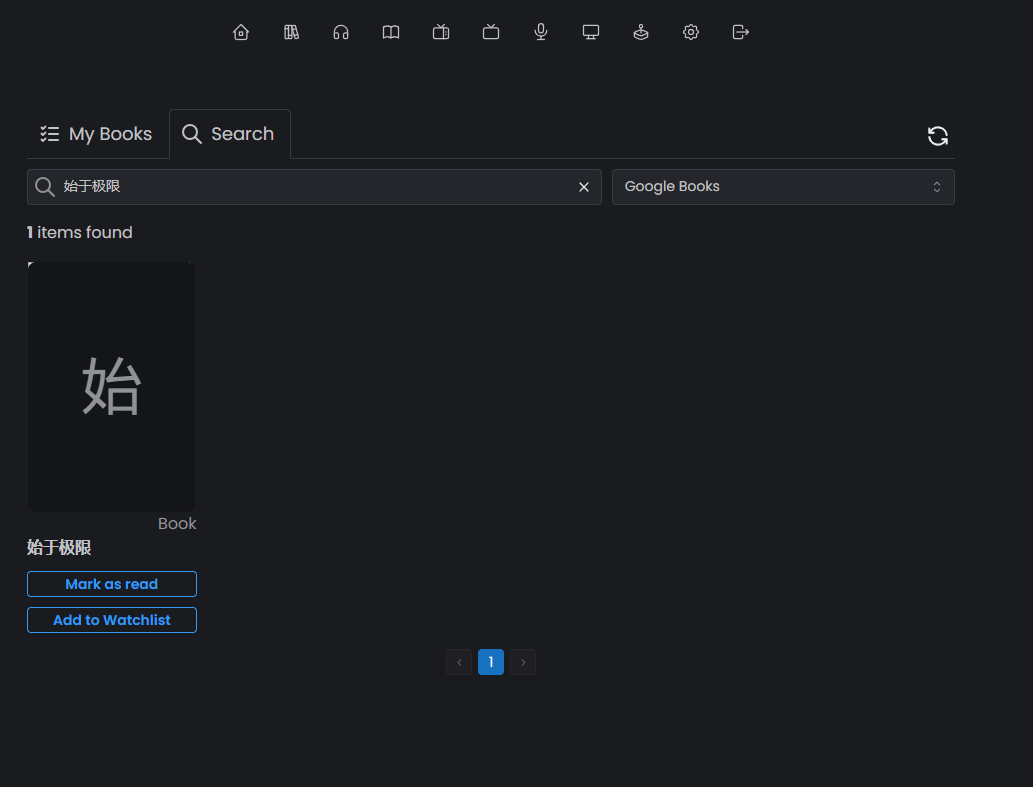 My Books
Search
始于极限
Google Books
1 items found
始
Book
始于极限
Mark as read
Add to Watchlist
1